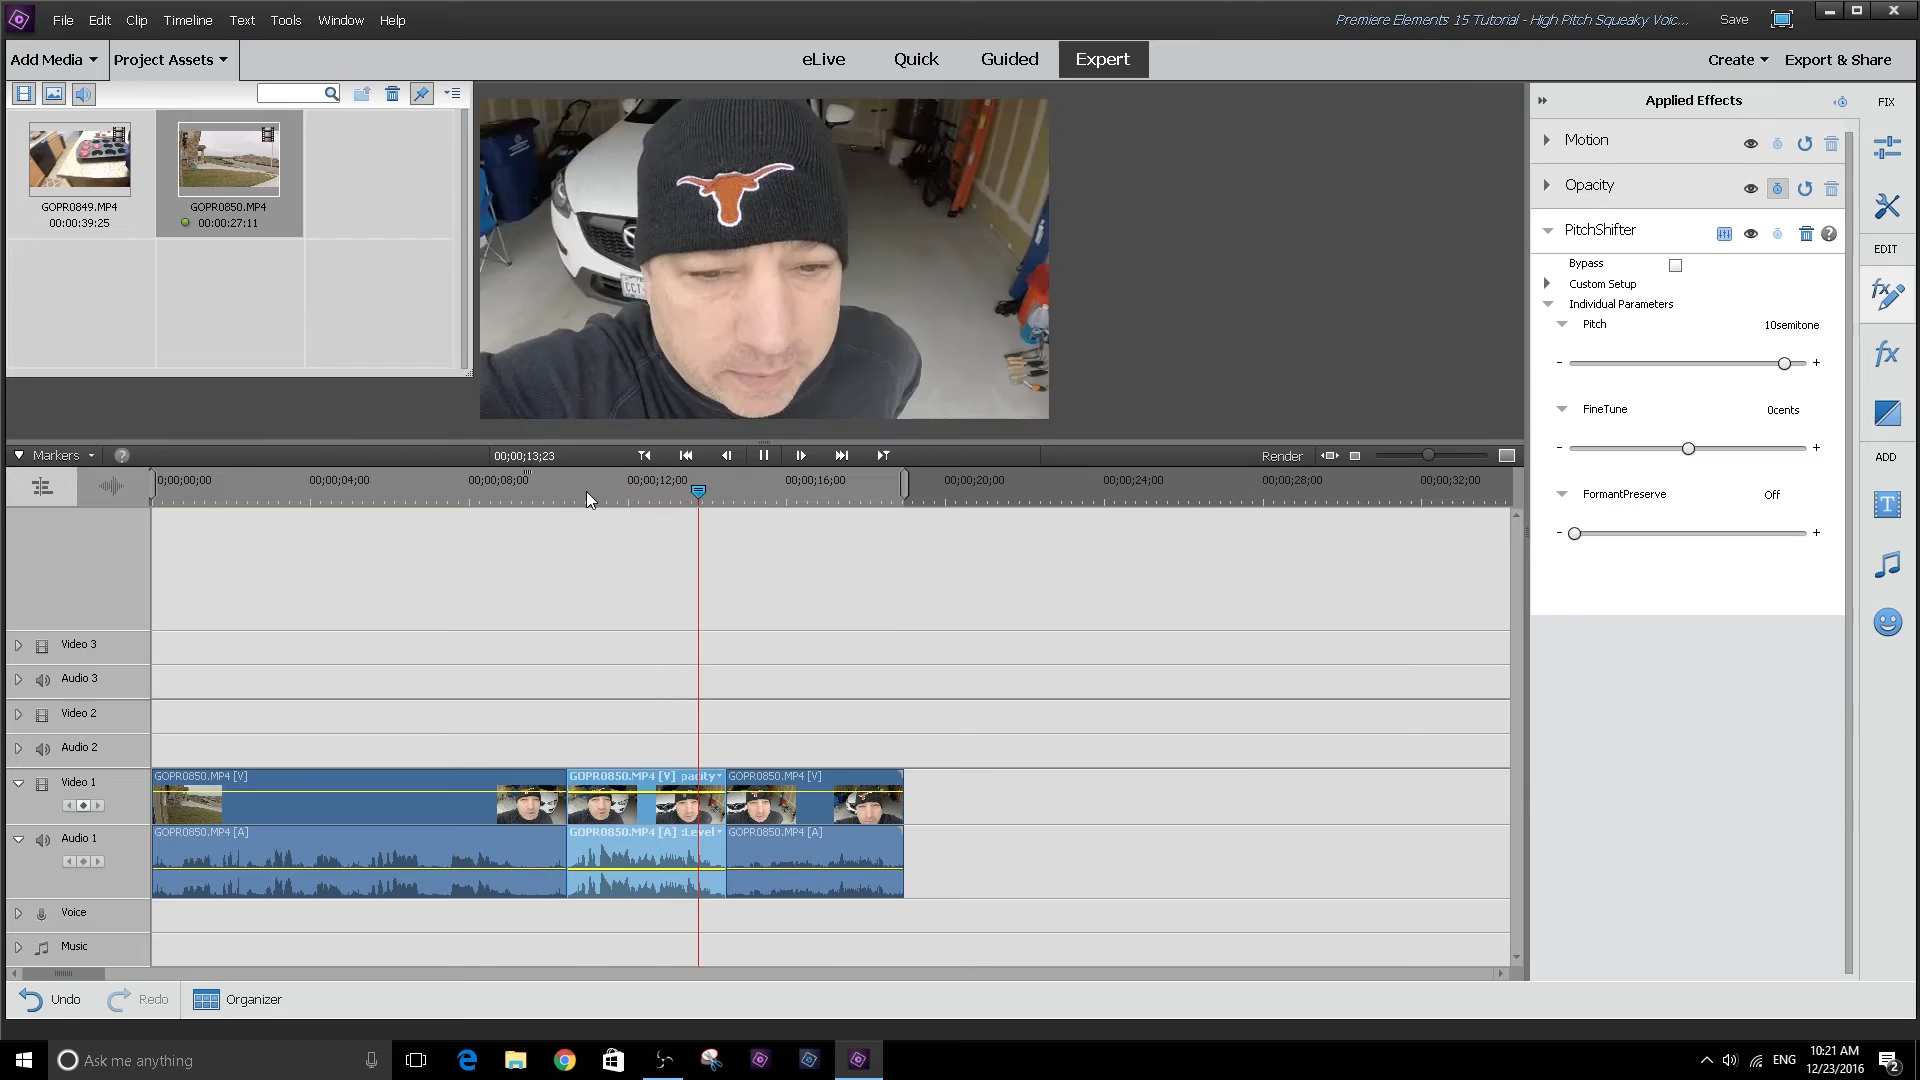 File Edit Clip Timeline Text Tools Window Help
Premiere Elements 15 Tutorial - High Pitch Squeaky Voic...
Save
Add Media
Project Assets
eLive
Quick
Guided
Expert
Create
Export & Share
GOPR0849.MP4
00:00:39:25
GOPR0850.MP4
00:00:27:11
Applied Effects
FIX
Motion
Opacity
PitchShifter
EDIT
Bypass
Custom Setup
Individual Parameters
Pitch
10semitone
- +
FineTune
0cents
- +
ADD
FormantPreserve
Off
- +
Markers
00;00;13;23
Render
0;00;00;00
00;00;04;00
00;00;08;00
00;00;12;00
00;00;16;00
00;00;20;00
00;00;24;00
00;00;28;00
00;00;32;00
Video 3
Audio 3
Video 2
Audio 2
Video 1
GOPR0850.MP4 [V]
GOPR0850.MP4 [V] pacity
GOPR0850.MP4 [V]
Audio 1
GOPR0850.MP4 [A]
GOPR0850.MP4 [A] :Level
GOPR0850.MP4 [A]
Voice
Music
Undo
Redo
Organizer
Ask me anything
ENG
10:21 AM
12/23/2016
2